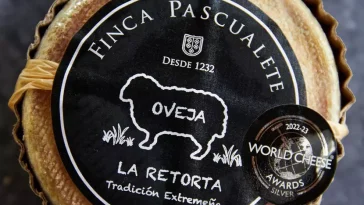 FINCA PASCUALETE
DESDE 1232
OVEJA
LA RETORTA
Tradición Extremeña
2022-23
WORLD CHEESE
AWARDS
SILVER